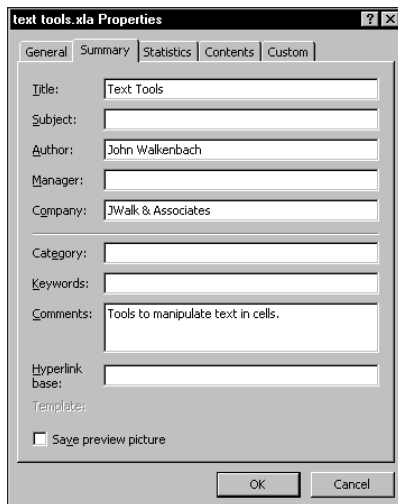 text tools.xla Properties
General Summary Statistics Contents Custom
Title: Text Tools
Subject:
Author: John Walkenbach
Manager:
Company: JWalk & Associates
Category:
Keywords:
Comments: Tools to manipulate text in cells.
Hyperlink
base:
Template:
Save preview picture
OK Cancel